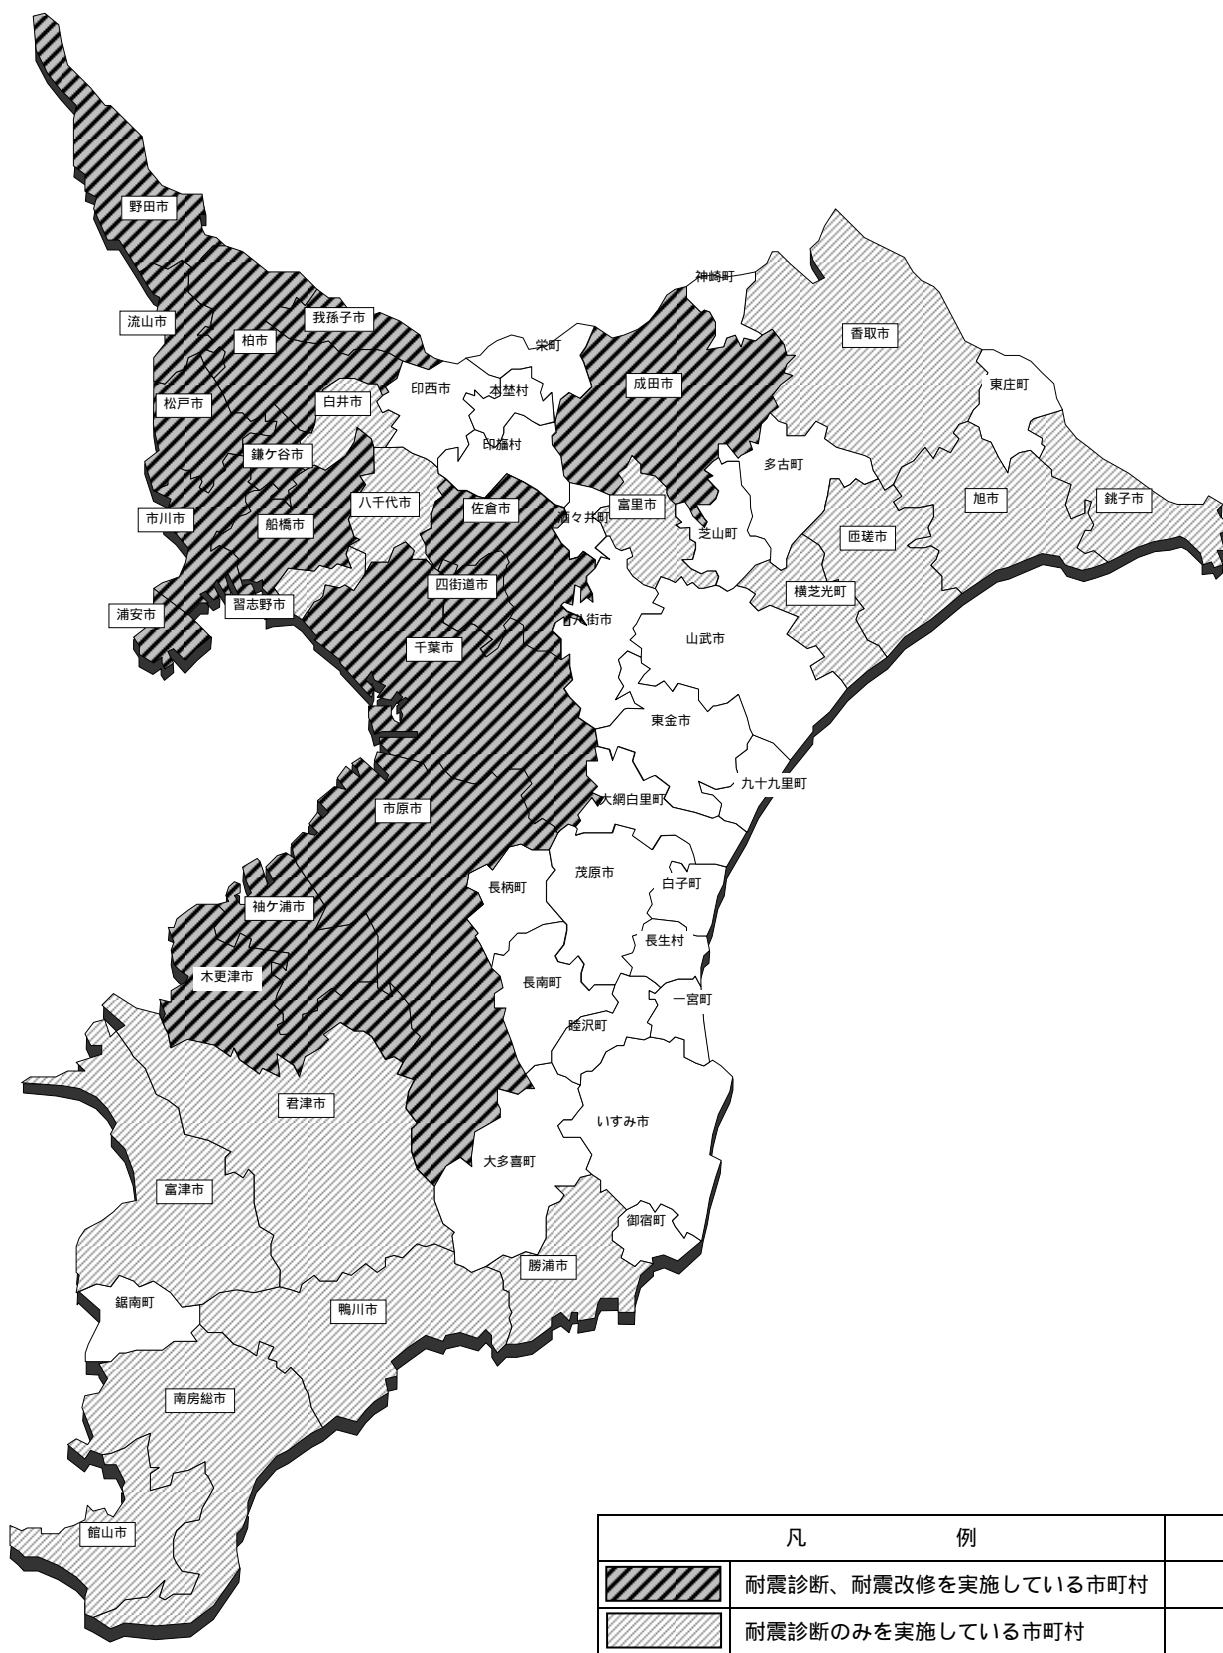 野田市
神崎町
流山市
我孫子市
柏市
香取市
栄町
成田市
東庄町
印西市
本埜村
白井市
松戸市
印旛村
鎌ケ谷市
多古町
八千代市
佐倉市
富里市
旭市
銚子市
市川市
船橋市
酒々井町
芝山町
匝瑳市
四街道市
横芝光町
習志野市
浦安市
八街市
千葉市
山武市
東金市
九十九里町
大網白里町
市原市
茂原市
白子町
長柄町
袖ケ浦市
長生村
木更津市
長南町
一宮町
睦沢町
君津市
いすみ市
大多喜町
富津市
御宿町
勝浦市
鋸南町
鴨川市
南房総市
館山市
凡 例
耐震診断、耐震改修を実施している市町村
耐震診断のみを実施している市町村